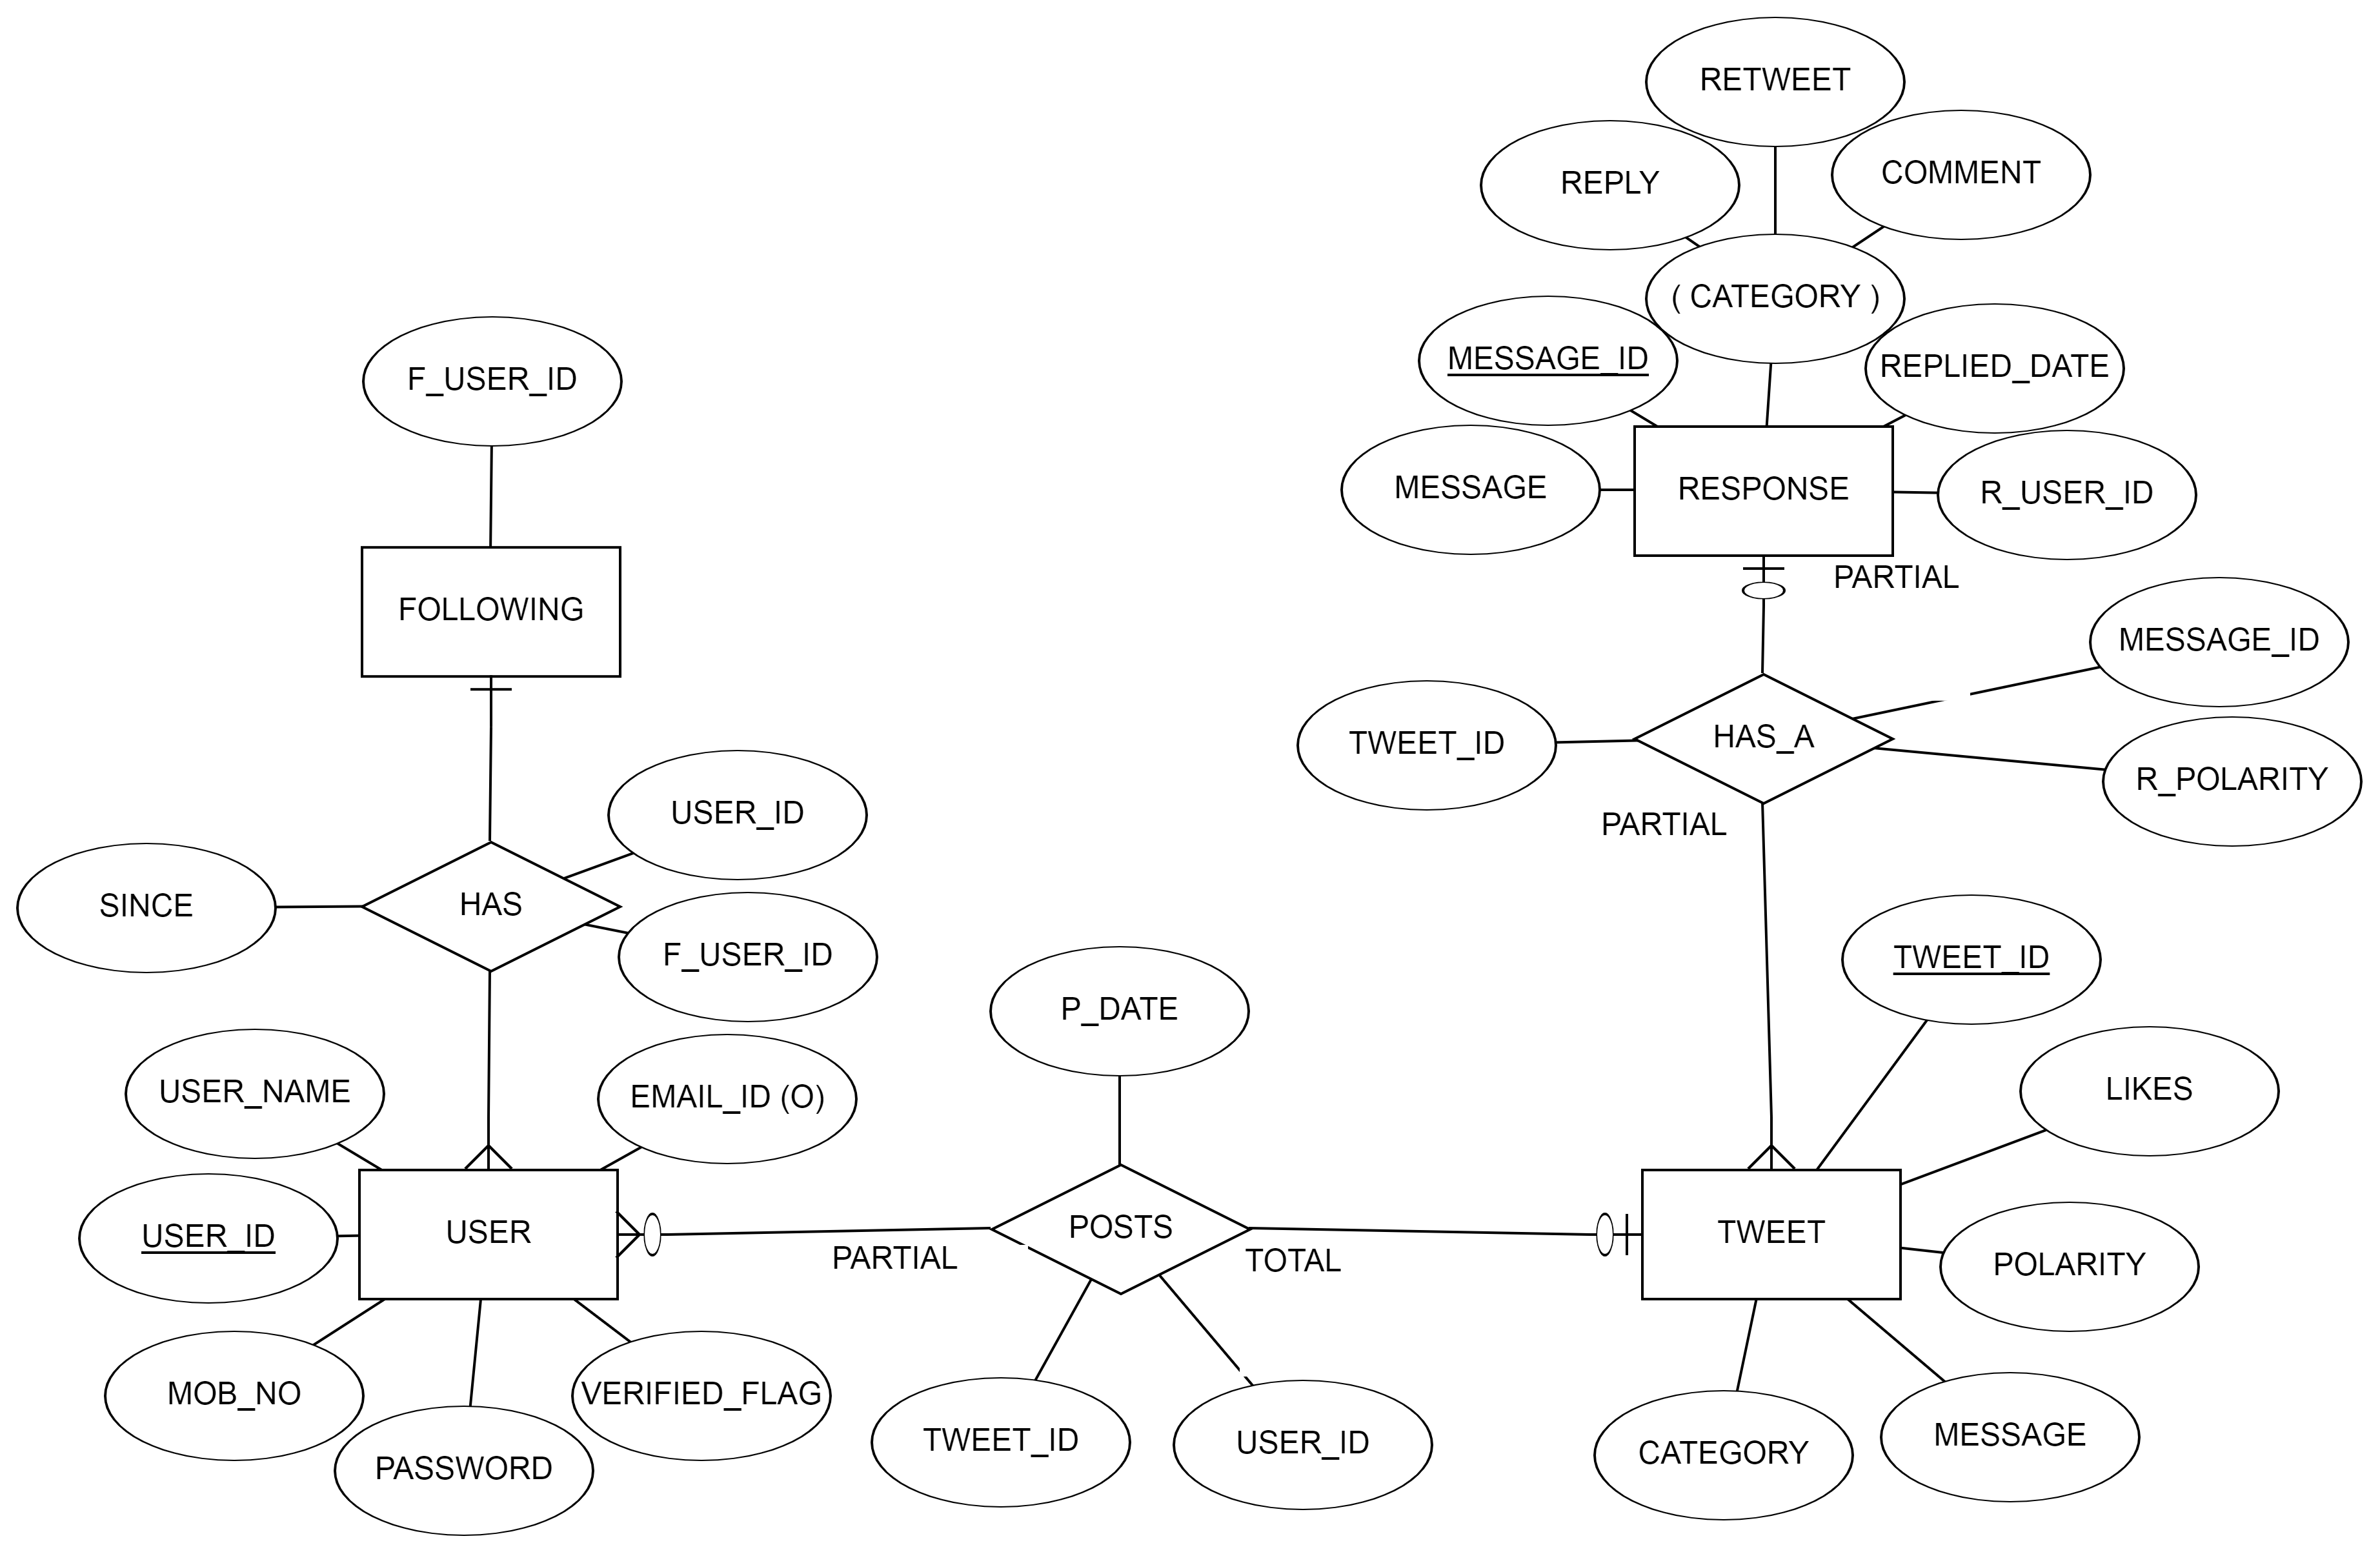 RETWEET
REPLY
COMMENT
( CATEGORY )
MESSAGE_ID
REPLIED_DATE
F_USER_ID
MESSAGE
RESPONSE
R_USER_ID
PARTIAL
FOLLOWING
MESSAGE_ID
TWEET_ID
HAS_A
R_POLARITY
USER_ID
PARTIAL
SINCE
HAS
F_USER_ID
TWEET_ID
P_DATE
USER_NAME
EMAIL_ID (O)
LIKES
USER_ID
USER
PARTIAL
POSTS
TOTAL
TWEET
POLARITY
MOB_NO
VERIFIED_FLAG
PASSWORD
TWEET_ID
USER_ID
CATEGORY
MESSAGE